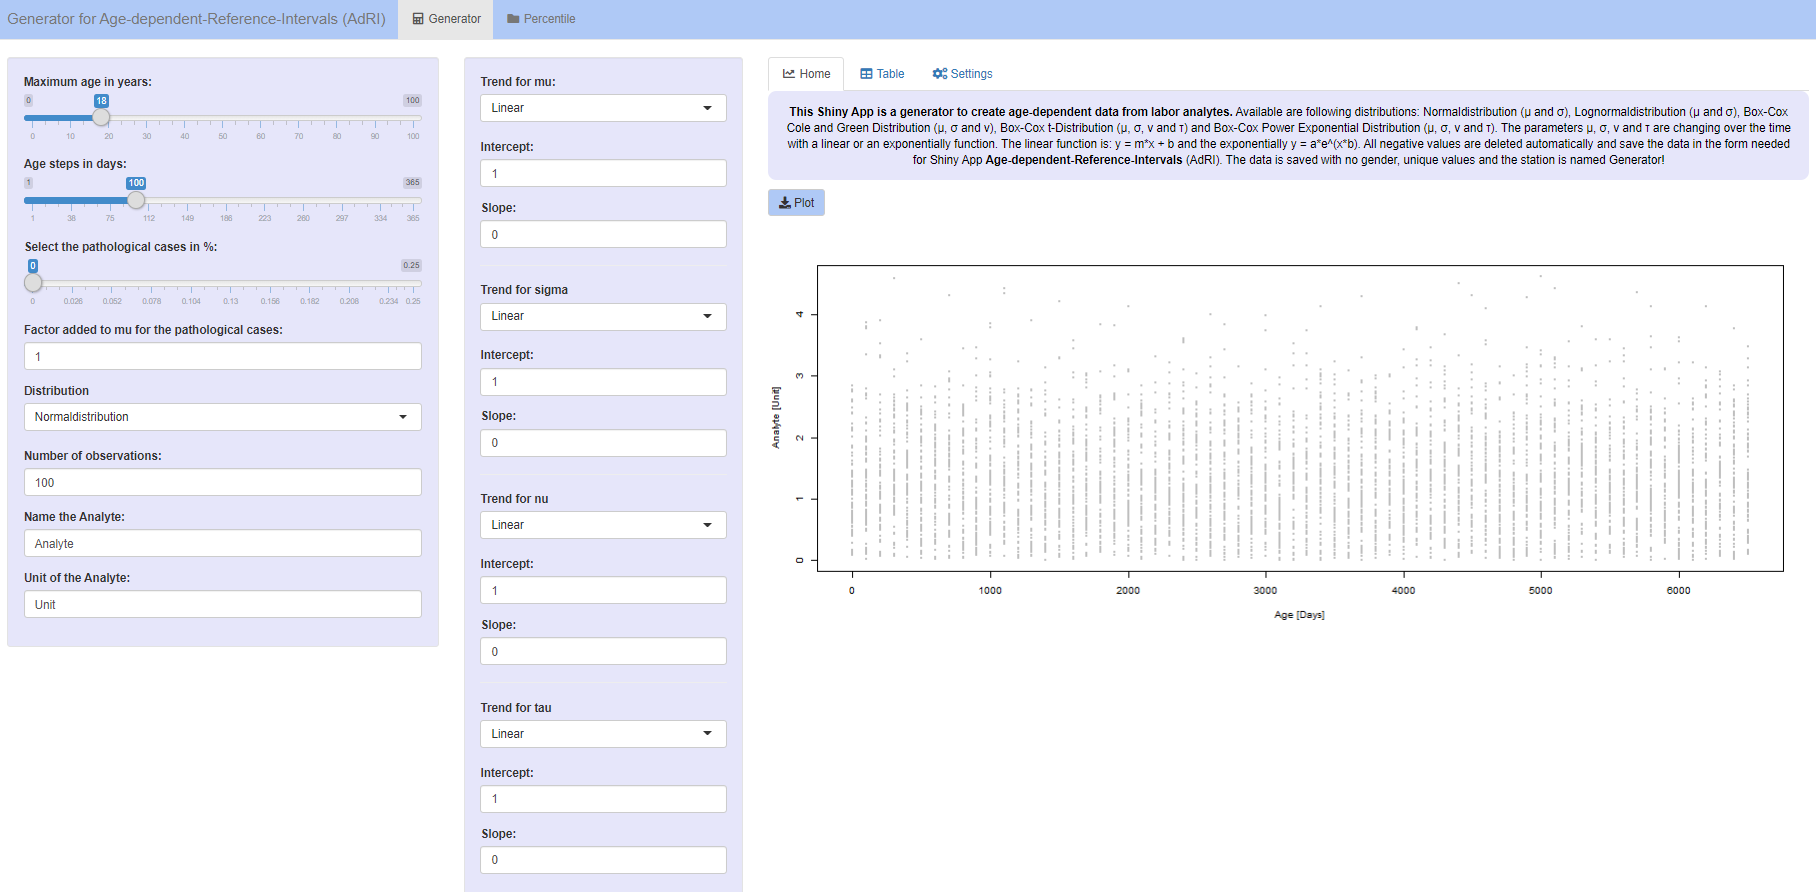 Generator for Age-dependent-Reference-Intervals (AdRI)
Generator
Percentile
Maximum age in years:
0
18
100
0 10 20 30 40 50 60 70 80 90 100
Age steps in days:
1
100
365
1 38 75 112 149 186 223 260 297 334 365
Select the pathological cases in %:
0
0.25
0 0.026 0.052 0.078 0.104 0.13 0.156 0.182 0.208 0.234 0.25
Factor added to mu for the pathological cases:
1
Distribution
Normaldistribution
Number of observations:
100
Name the Analyte:
Analyte
Unit of the Analyte:
Unit
Trend for mu:
Linear
Intercept:
1
Slope:
0
Trend for sigma
Linear
Intercept:
1
Slope:
0
Trend for nu
Linear
Intercept:
1
Slope:
0
Trend for tau
Linear
Intercept:
1
Slope:
0
Home
Table
Settings
This Shiny App is a generator to create age-dependent data from labor analytes. Available are following distributions: Normaldistribution (μ and σ), Lognormaldistribution (μ and σ), Box-Cox
Cole and Green Distribution (μ, σ and ν), Box-Cox t-Distribution (μ, σ, ν and τ) and Box-Cox Power Exponential Distribution (μ, σ, ν and τ). The parameters μ, σ, ν and τ are changing over the time
with a linear or an exponentially function. The linear function is: y = m*x + b and the exponentially y = a*e^(x*b). All negative values are deleted automatically and save the data in the form needed
for Shiny App Age-dependent-Reference-Intervals (AdRI). The data is saved with no gender, unique values and the station is named Generator!
Plot
Analyte [Unit]
4
3
2
1
0
0 1000 2000 3000 4000 5000 6000
Age [Days]